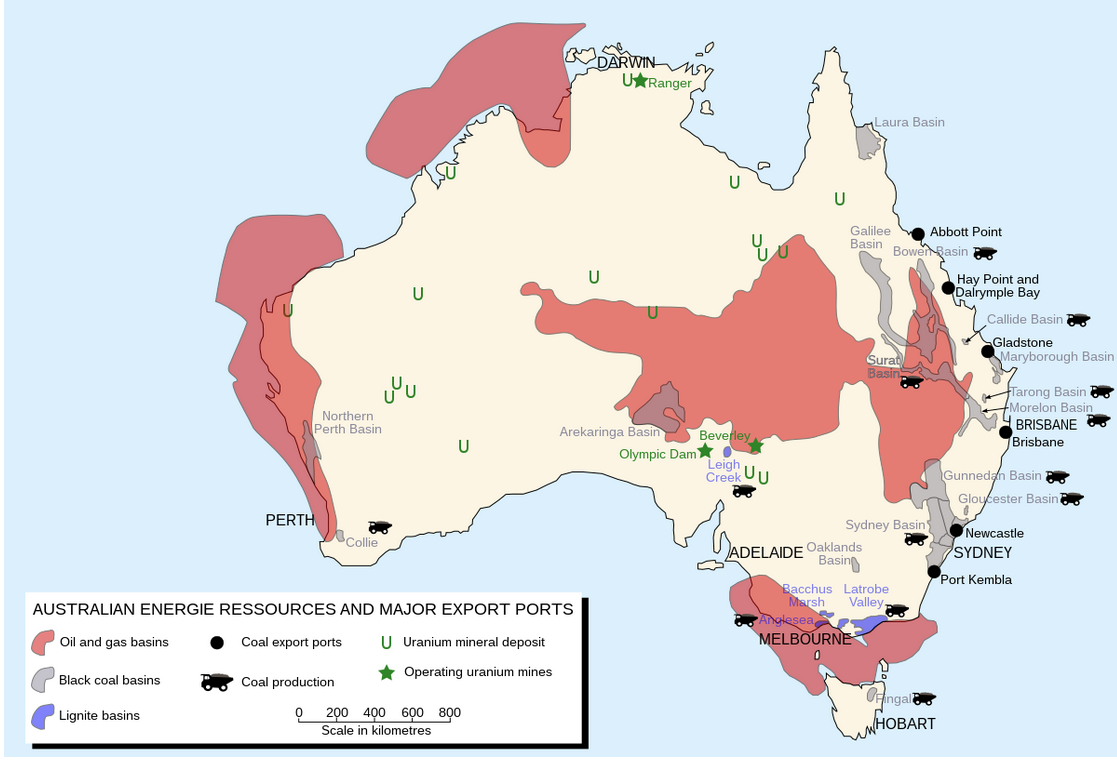 DARWIN
U
Ranger
Laura Basin
U
U
U
Galilee
Basin
Abbott Point
U
U
U
Bowen Basin
U
U
Hay Point and
Dalrymple Bay
U
U
Callide Basin
Gladstone
Maryborough Basin
Surat
Basin
U
U
U
Tarong Basin
Morelon Basin
Northern
Perth Basin
BRISBANE
Brisbane
Arekaringa Basin
Beverley
U
Olympic Dam
Leigh
Creek
U
U
Gunnedan Basin
Gloucester Basin
PERTH
Collie
Sydney Basin
Newcastle
ADELAIDE
Oaklands
Basin
SYDNEY
Port Kembla
Bacchus
Marsh
Latrobe
Valley
Anglesea
MELBOURNE
Fingal
HOBART
AUSTRALIAN ENERGIE RESSOURCES AND MAJOR EXPORT PORTS
Oil and gas basins
Coal export ports
U Uranium mineral deposit
Black coal basins
Coal production
Operating uranium mines
Lignite basins
0 200 400 600 800
Scale in kilometres